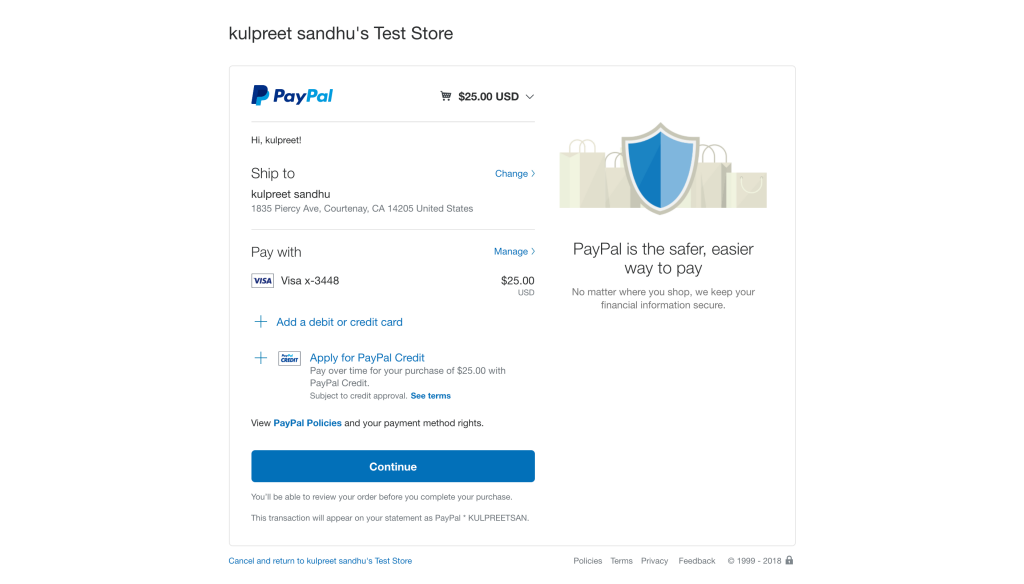 kulpreet sandhu's Test Store
PayPal
$25.00 USD
Hi, kulpreet!
Ship to
Change
kulpreet sandhu
1835 Piercy Ave, Courtenay, CA 14205 United States
Pay with
Manage
VISA Visa x-3448 $25.00
USD
Add a debit or credit card
PayPal CREDIT
Apply for PayPal Credit
Pay over time for your purchase of $25.00 with
PayPal Credit.
Subject to credit approval. See terms
View PayPal Policies and your payment method rights.
Continue
You'll be able to review your order before you complete your purchase.
This transaction will appear on your statement as PayPal * KULPREETSAN.
PayPal is the safer, easier
way to pay
No matter where you shop, we keep your
financial information secure.
Cancel and return to kulpreet sandhu's Test Store
Policies Terms Privacy Feedback © 1999 - 2018